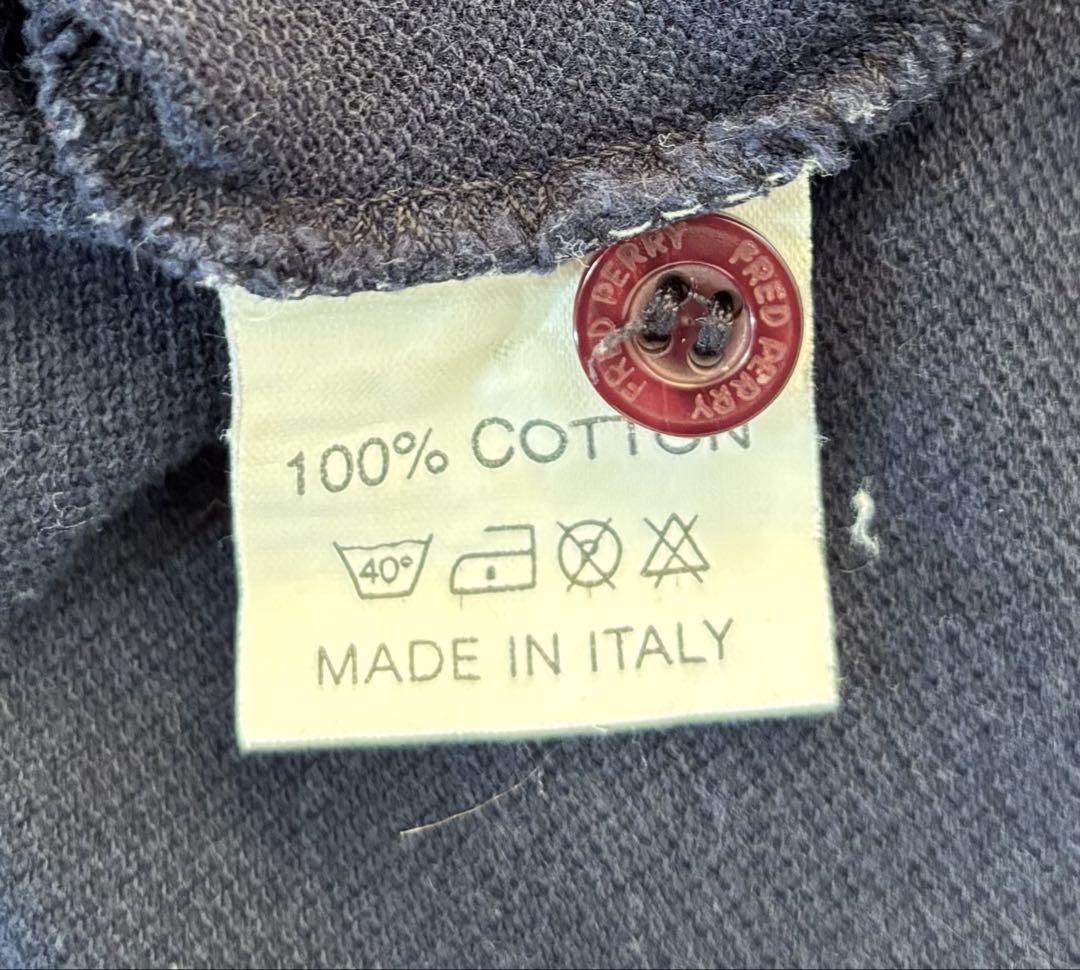 FRED PERRY FRED PERRY
100% COTTON
40°
MADE IN ITALY